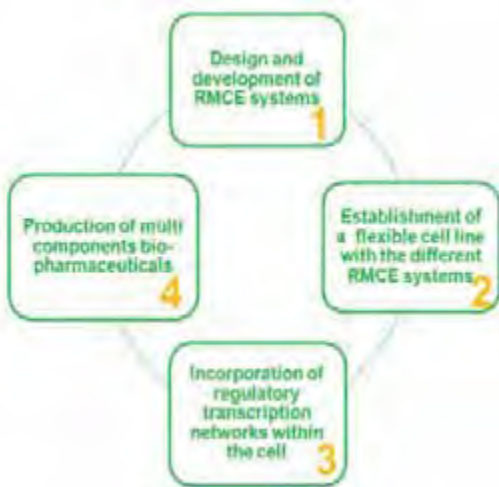 Design and
development of
RMCE systems
1
Establishment of
a flexible cell line
with the different
RMCE systems
2
Incorporation of
regulatory
transcription
networks within
the cell
3
Production of multi
components bio-
pharmaceuticals
4